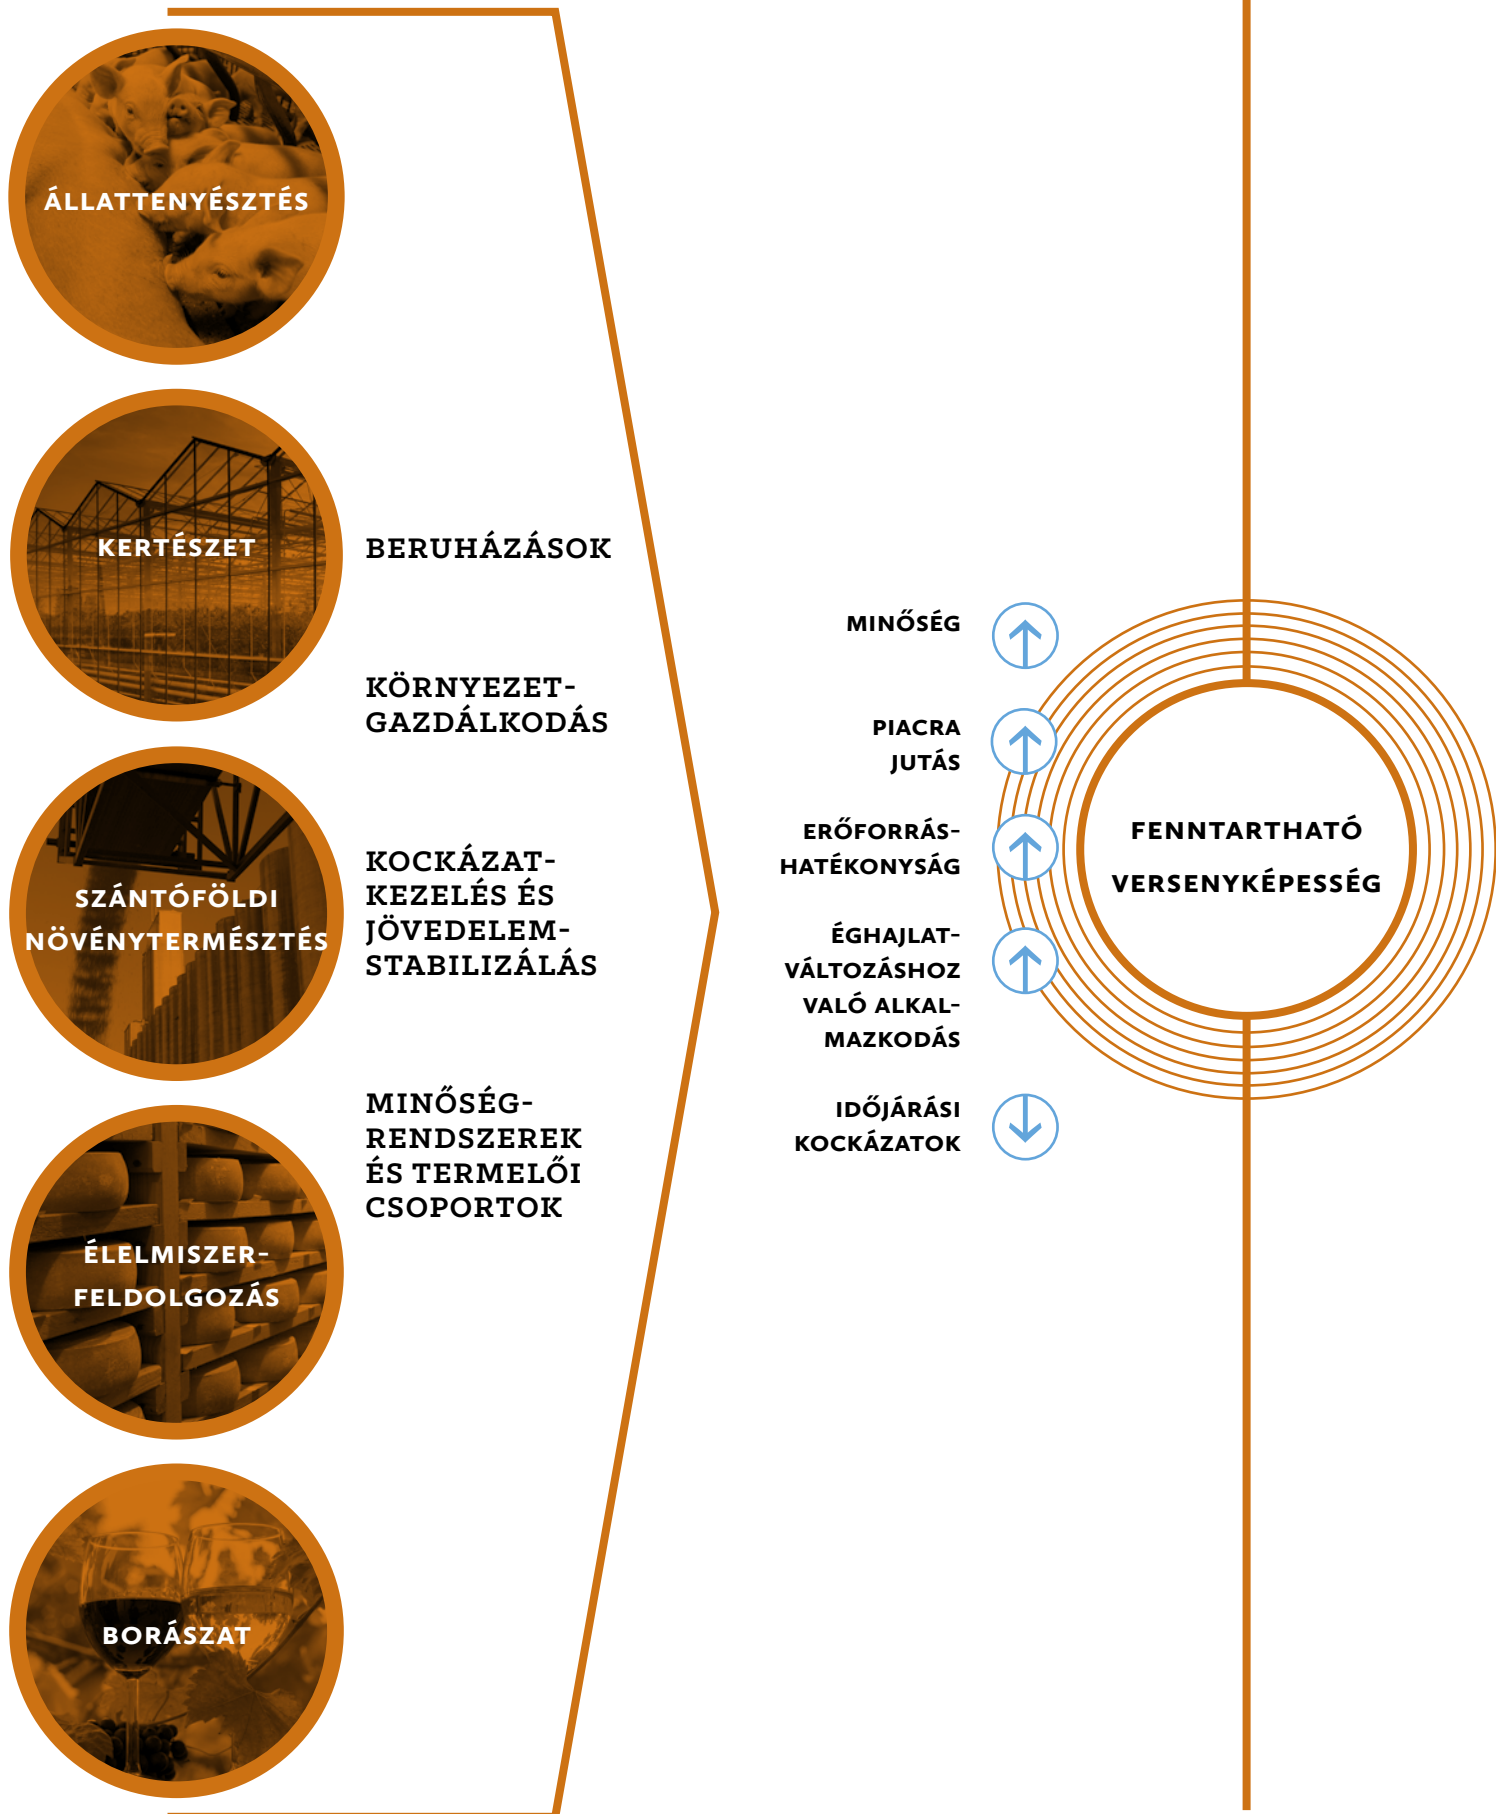 ÁLLATTENYÉSZTÉS
KERTÉSZET
SZÁNTÓFÖLDI
NÖVÉNYTERMÉSZTÉS
ÉLELMISZER-
FELDOLGOZÁS
BORÁSZAT
BERUHÁZÁSOK
KÖRNYEZET-
GAZDÁLKODÁS
KOCKÁZAT-
KEZELÉS ÉS
JÖVEDELEM-
STABILIZÁLÁS
MINŐSÉG-
RENDSZEREK
ÉS TERMELŐI
CSOPORTOK
MINŐSÉG
PIACRA
JUTÁS
ERŐFORRÁS-
HATÉKONYSÁG
ÉGHAJLAT-
VÁLTOZÁSHOZ
VALÓ ALKAL-
MAZKODÁS
IDŐJÁRÁSI
KOCKÁZATOK
FENNTARTHATÓ
VERSENYKÉPESSÉG